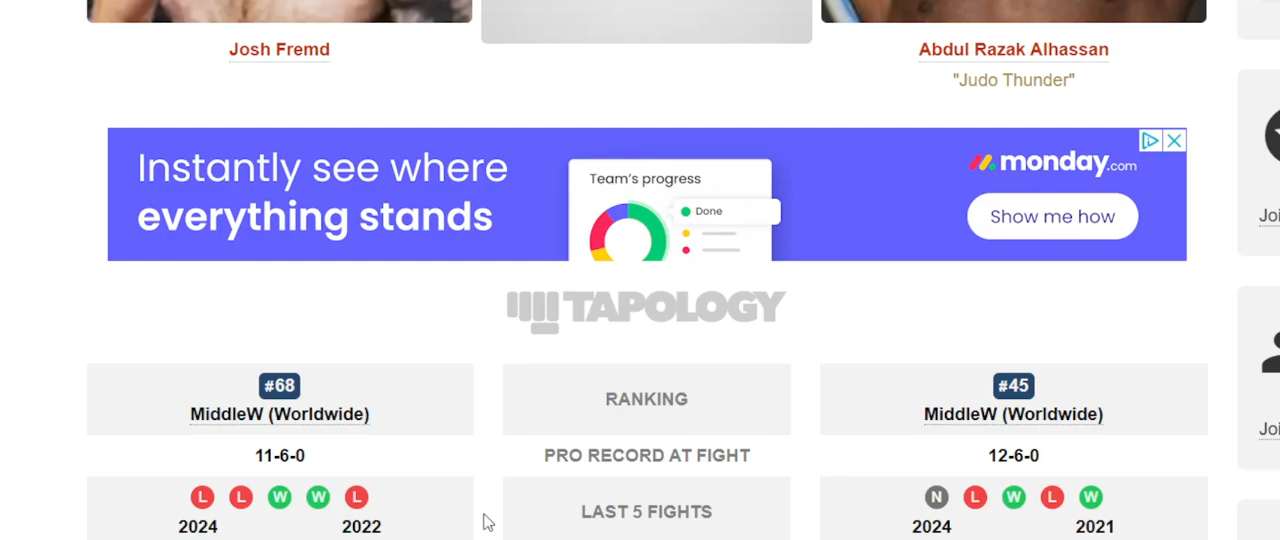 Josh Fremd
Abdul Razak Alhassan
"Judo Thunder"
Instantly see where
everything stands
Team's progress
Done
monday.com
Show me how
TAPOLOGY
#68
RANKING
#45
MiddleW (Worldwide)
MiddleW (Worldwide)
11-6-0
PRO RECORD AT FIGHT
12-6-0
L L W W L
LAST 5 FIGHTS
N L W L W
2024 2022
2024 2021
Joi
Joi